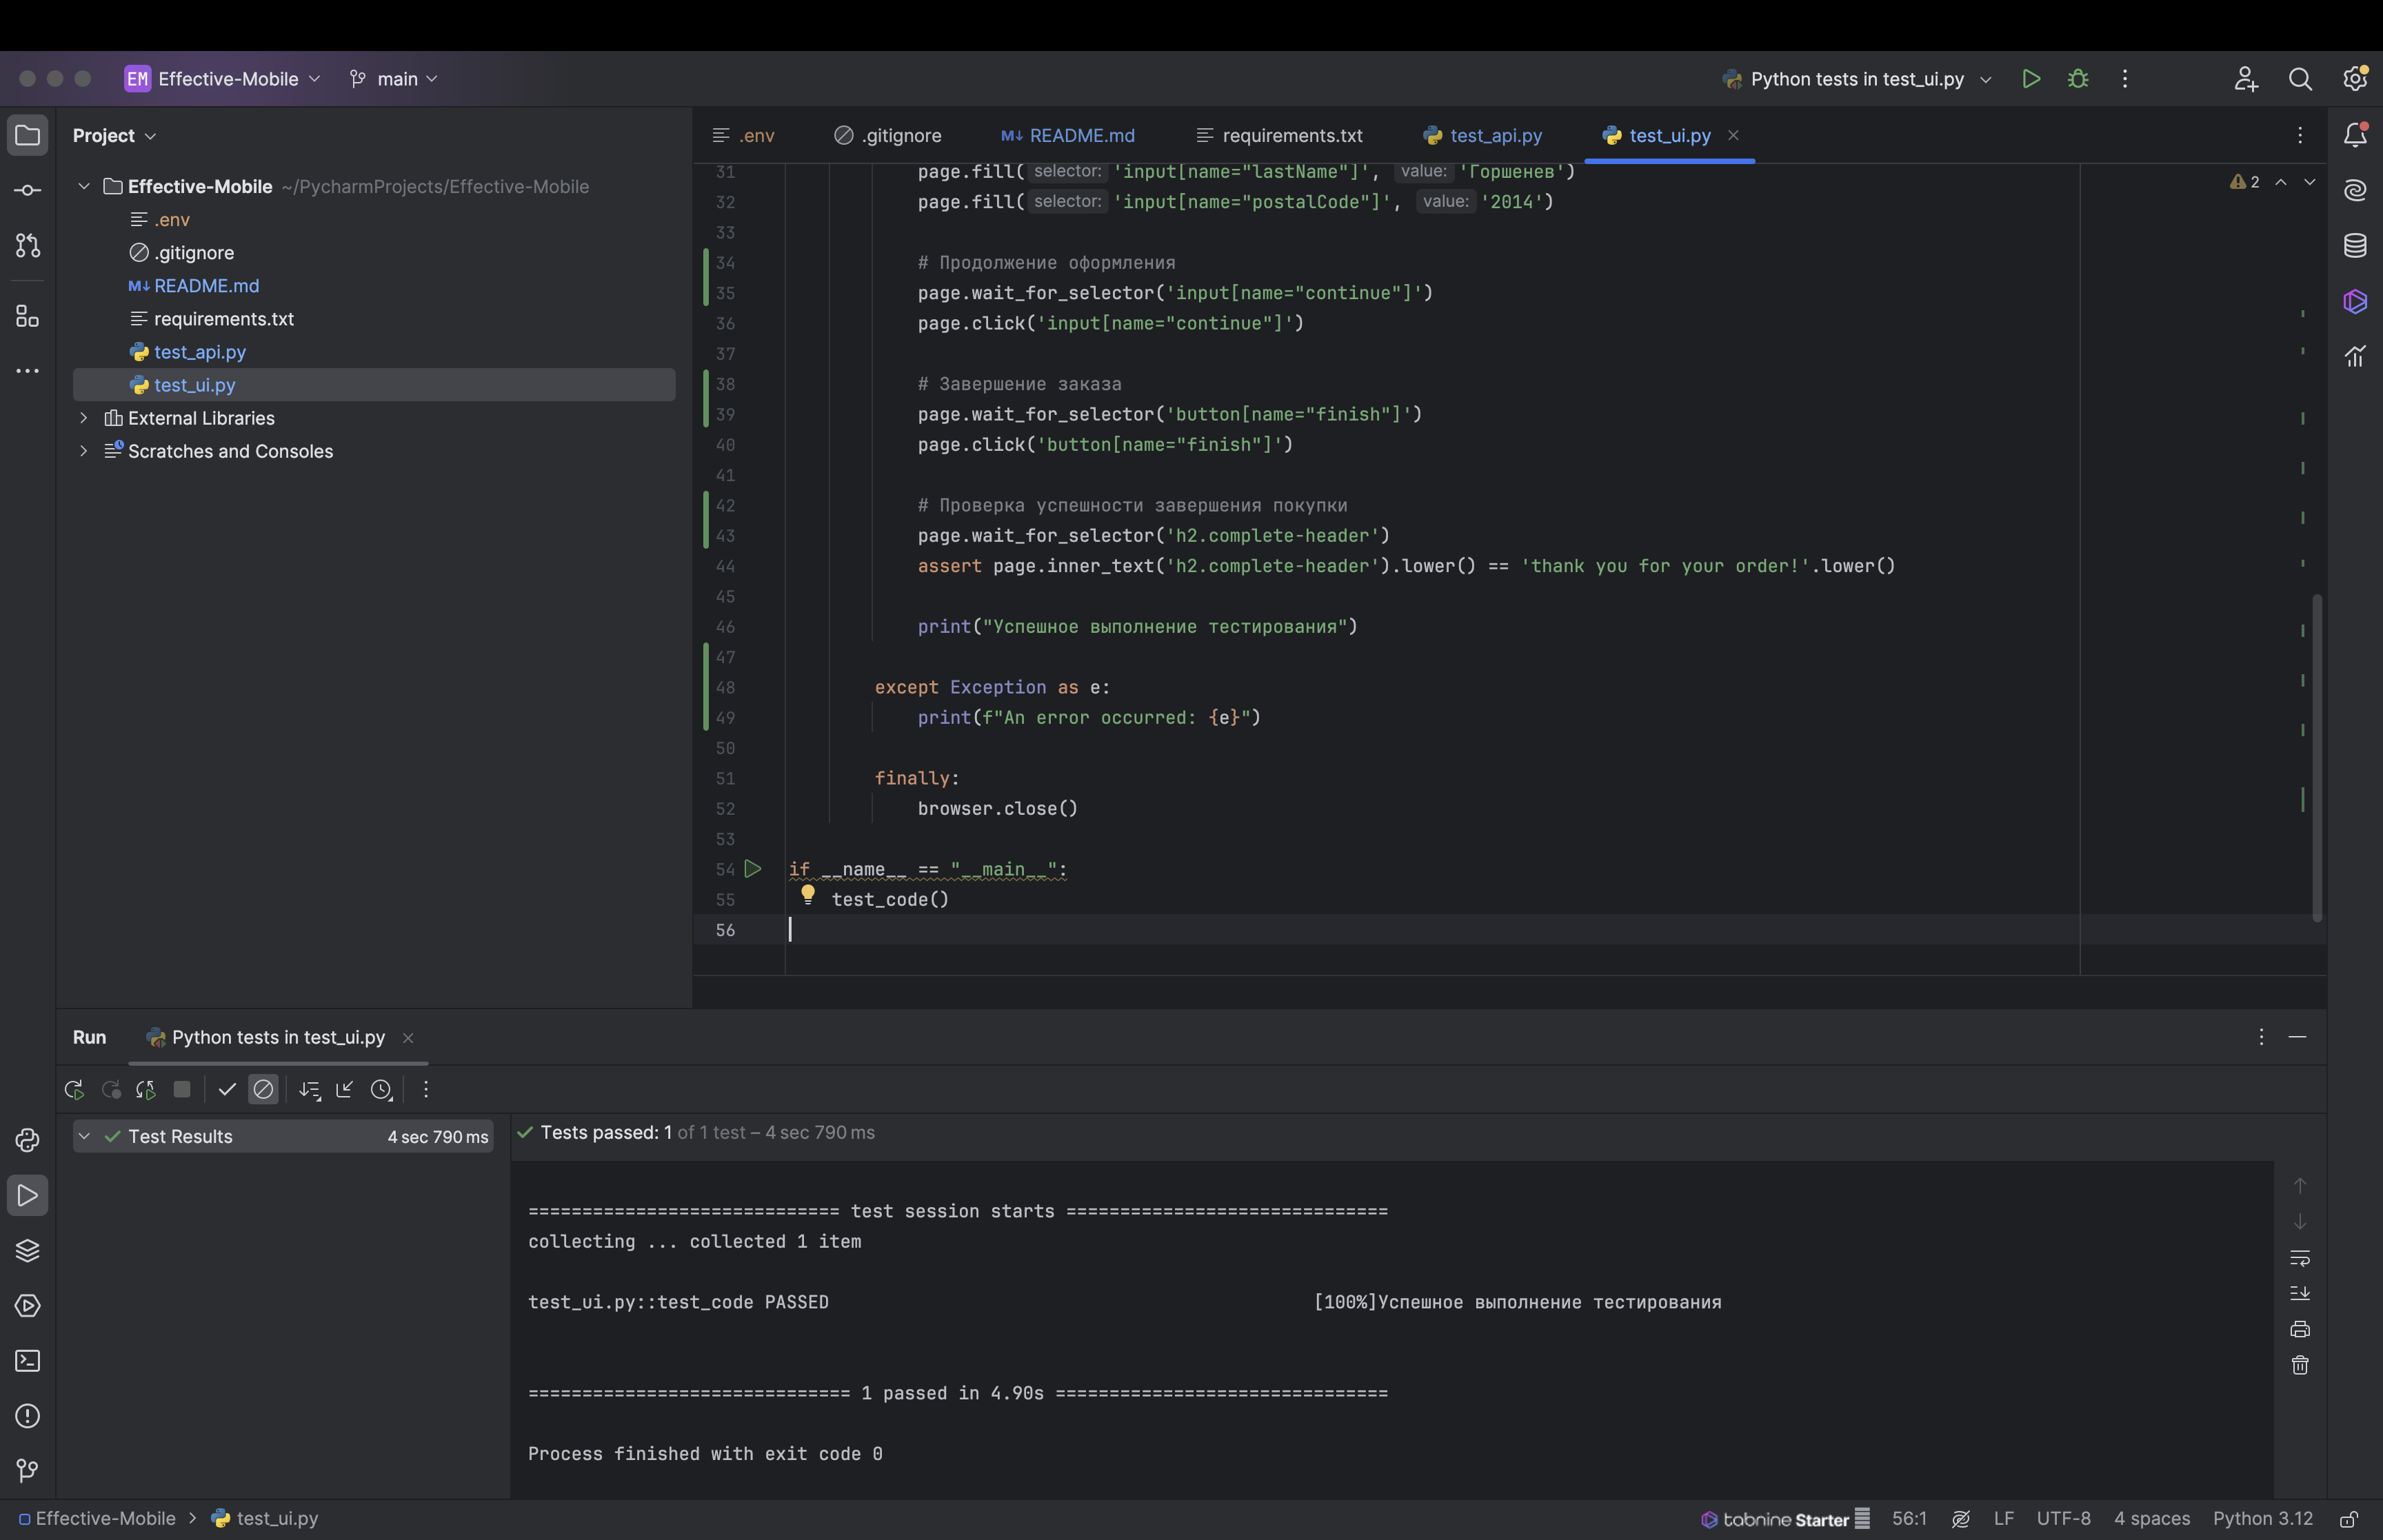 EM Effective-Mobile main Python tests in test_ui.py
Project
.env .gitignore M↓ README.md requirements.txt test_api.py test_ui.py
Effective-Mobile ~/PycharmProjects/Effective-Mobile
.env
.gitignore
M↓ README.md
requirements.txt
test_api.py
test_ui.py
External Libraries
Scratches and Consoles
2
31 page.fill( selector: 'input[name="lastName"]', value: 'Горшенев')
32 page.fill( selector: 'input[name="postalCode"]', value: '2014')
33
34 # Продолжение оформления
35 page.wait_for_selector('input[name="continue"]')
36 page.click('input[name="continue"]')
37
38 # Завершение заказа
39 page.wait_for_selector('button[name="finish"]')
40 page.click('button[name="finish"]')
41
42 # Проверка успешности завершения покупки
43 page.wait_for_selector('h2.complete-header')
44 assert page.inner_text('h2.complete-header').lower() == 'thank you for your order!'.lower()
45
46 print("Успешное выполнение тестирования")
47
48 except Exception as e:
49 print(f"An error occurred: {e}")
50
51 finally:
52 browser.close()
53
54 if __name__ == "__main__":
55 test_code()
56
Run Python tests in test_ui.py
Test Results 4 sec 790 ms
Tests passed: 1 of 1 test – 4 sec 790 ms
============================= test session starts ==============================
collecting ... collected 1 item
test_ui.py::test_code PASSED [100%]Успешное выполнение тестирования
============================== 1 passed in 4.90s ===============================
Process finished with exit code 0
Effective-Mobile > test_ui.py tabnine Starter 56:1 LF UTF-8 4 spaces Python 3.12